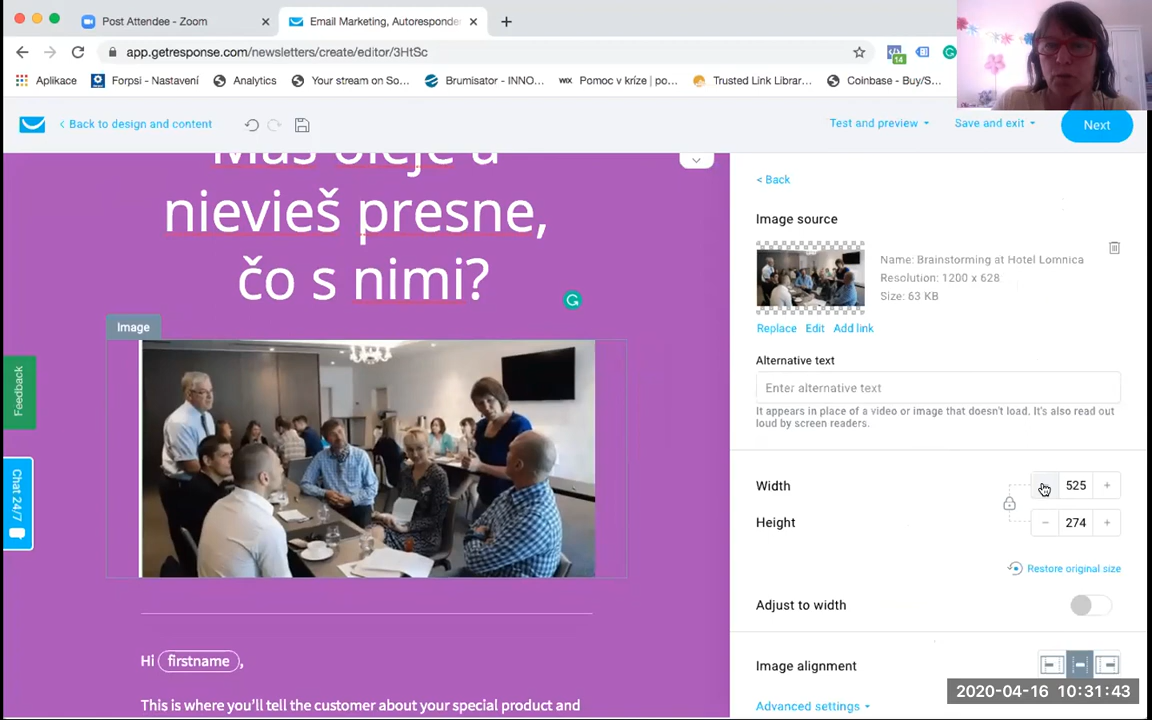 Post Attendee - Zoom
Email Marketing, Autoresponde
app.getresponse.com/newsletters/create/editor/3HtSc
14
Aplikace
Forpsi - Nastavení
Analytics
Your stream on So...
Brumisator - INNO...
WIX Pomoc v kríze | po...
Trusted Link Librar...
Coinbase - Buy/S...
< Back to design and content
Test and preview
Save and exit
Next
Máš oleje a
nievieš presne,
čo s nimi?
Image
Hi firstname,
This is where you'll tell the customer about your special product and
Feedback
Chat 24/7
< Back
Image source
Name: Brainstorming at Hotel Lomnica
Resolution: 1200 x 628
Size: 63 KB
Replace Edit Add link
Alternative text
Enter alternative text
It appears in place of a video or image that doesn't load. It's also read out
loud by screen readers.
Width
525 +
Height
− 274 +
Restore original size
Adjust to width
Image alignment
Advanced settings
2020-04-16 10:31:43